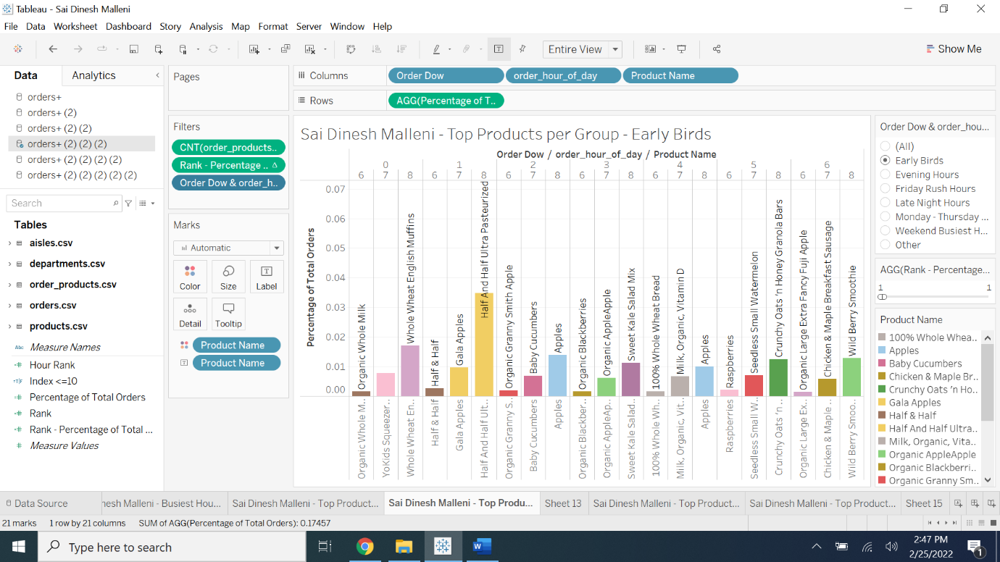 Tableau - Sai Dinesh Malleni
File Data Worksheet Dashboard Story Analysis Map Format Server Window Help
Entire View
Show Me
Data Analytics
orders+
orders+ (2)
orders+ (2) (2)
orders+ (2) (2) (2)
orders+ (2) (2) (2) (2)
orders+ (2) (2) (2) (2) (2)
Search
Tables
aisles.csv
departments.csv
order_products.csv
orders.csv
products.csv
Abc Measure Names
Hour Rank
Index <=10
Percentage of Total Orders
Rank
Rank - Percentage of Total ...
Measure Values
Pages
Filters
CNT(order_products..
Rank - Percentage .. Δ
Order Dow & order_h..
Marks
Automatic
Color Size Label
Detail Tooltip
Product Name
Product Name
Columns Order Dow order_hour_of_day Product Name
Rows AGG(Percentage of T..
Sai Dinesh Malleni - Top Products per Group - Early Birds
Order Dow / order_hour_of_day / Product Name
0 1 2 3 4 5 6
6 7 8 6 7 8 6 7 8 6 7 8 6 7 8 6 7 8 6 7 8
Percentage of Total Orders
0.07
0.06
0.05
0.04
0.03
0.02
0.01
0.00
Organic Whole Milk
Whole Wheat English Muffins
Half & Half
Gala Apples
Half And Half Ultra Pasteurized
Organic Granny Smith Apple
Baby Cucumbers
Apples
Organic Blackberries
Organic AppleApple
Sweet Kale Salad Mix
100% Whole Wheat Bread
Milk, Organic, Vitamin D
Apples
Raspberries
Seedless Small Watermelon
Crunchy Oats 'n Honey Granola Bars
Organic Large Extra Fancy Fuji Apple
Chicken & Maple Breakfast Sausage
Wild Berry Smoothie
Organic Whole M..
YoKids Squeezer..
Whole Wheat En..
Half & Half
Gala Apples
Half And Half Ult..
Organic Granny S..
Baby Cucumbers
Apples
Organic Blackber..
Organic AppleAp..
Sweet Kale Salad..
100% Whole Wh..
Milk, Organic, Vit..
Apples
Raspberries
Seedless Small W..
Crunchy Oats 'n ..
Organic Large Ex..
Chicken & Maple ..
Wild Berry Smoo..
Order Dow & order_hou...
(All)
Early Birds
Evening Hours
Friday Rush Hours
Late Night Hours
Monday - Thursday ...
Weekend Busiest H...
Other
AGG(Rank - Percentage...
1 1
Product Name
100% Whole Whea..
Apples
Baby Cucumbers
Chicken & Maple Br..
Crunchy Oats 'n Ho..
Gala Apples
Half & Half
Half And Half Ultra..
Milk, Organic, Vita..
Organic AppleApple
Organic Blackberri..
Organic Granny Sm..
Data Source nesh Malleni - Busiest Hou... Sai Dinesh Malleni - Top Product... Sai Dinesh Malleni - Top Produ... Sheet 13 Sai Dinesh Malleni - Top Product... Sai Dinesh Malleni - Top Product... Sheet 15
21 marks 1 row by 21 columns SUM of AGG(Percentage of Total Orders): 0.17457
Type here to search
2:47 PM
2/25/2022
1